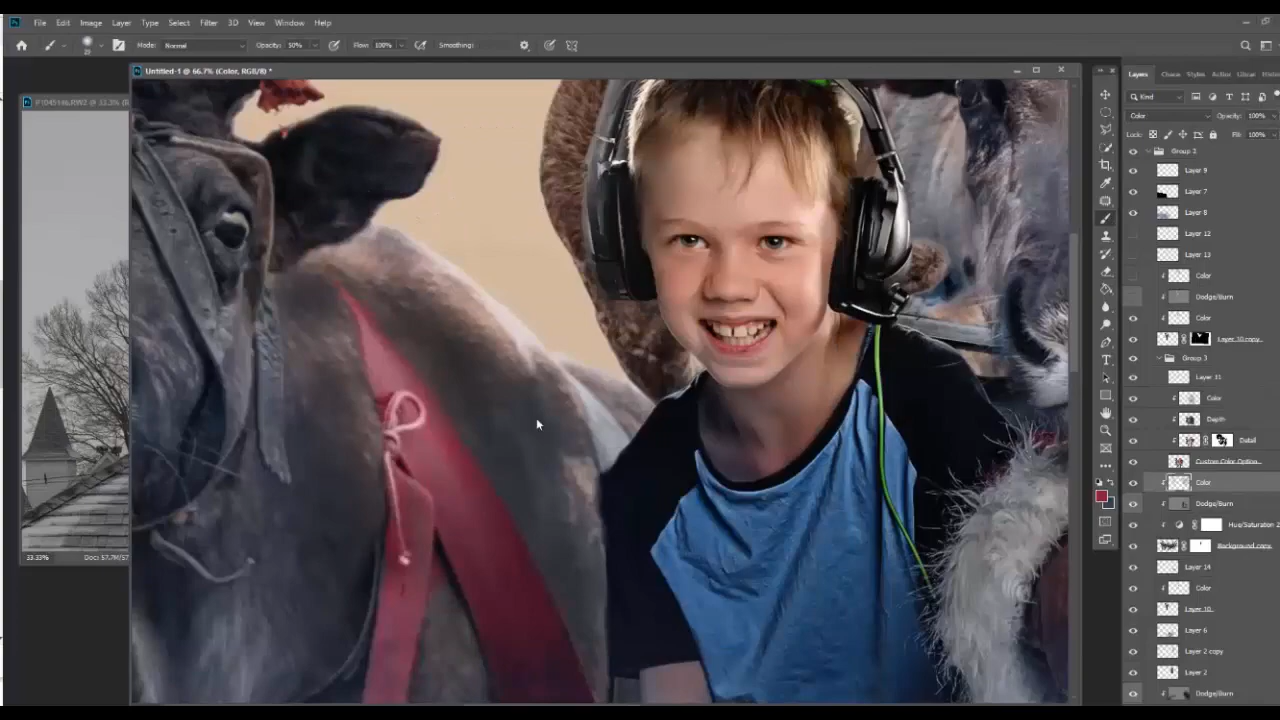 File Edit Image Layer Type Select Filter 3D View Window Help
Mode: Normal Opacity: 50% Flow: 100% Smoothing:
Untitled-1 @ 66.7% (Color, RGB/8) *
Layers Styles
Kind
Color Opacity: 100%
Lock: Fill: 100%
Group 2
Layer 9
Layer 7
Layer 8
Layer 12
Layer 13
Color
Dodge/Burn
Color
Group 3
Layer 11
Color
Depth
Detail
Custom Color Option...
Color
Dodge/Burn
Hue/Saturation 2
Background copy
Layer 14
Color
Layer 10
Layer 6
Layer 2 copy
Layer 2
Dodge/Burn
33.33%